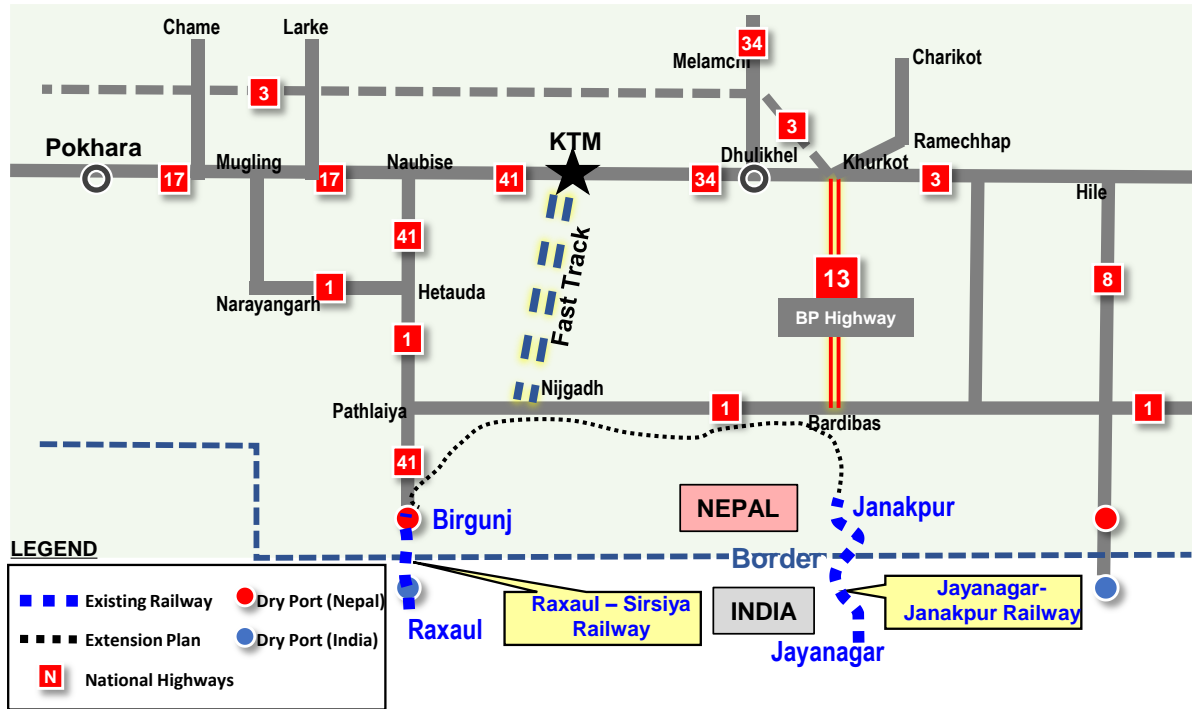 Chame
Larke
34
Melamchi
Charikot
3
3
Pokhara
Mugling
Naubise
KTM
Dhulikhel
Khurkot
Ramechhap
17
17
41
34
3
Hile
41
13
8
1
Narayangarh
Hetauda
Fast Track
BP Highway
1
Nijgadh
Pathlaiya
1
Bardibas
1
41
NEPAL
Birgunj
Janakpur
LEGEND
Border
Existing Railway
Dry Port (Nepal)
Extension Plan
Dry Port (India)
N
National Highways
Raxaul
Raxaul – Sirsiya
Railway
INDIA
Jayanagar-
Janakpur Railway
Jayanagar